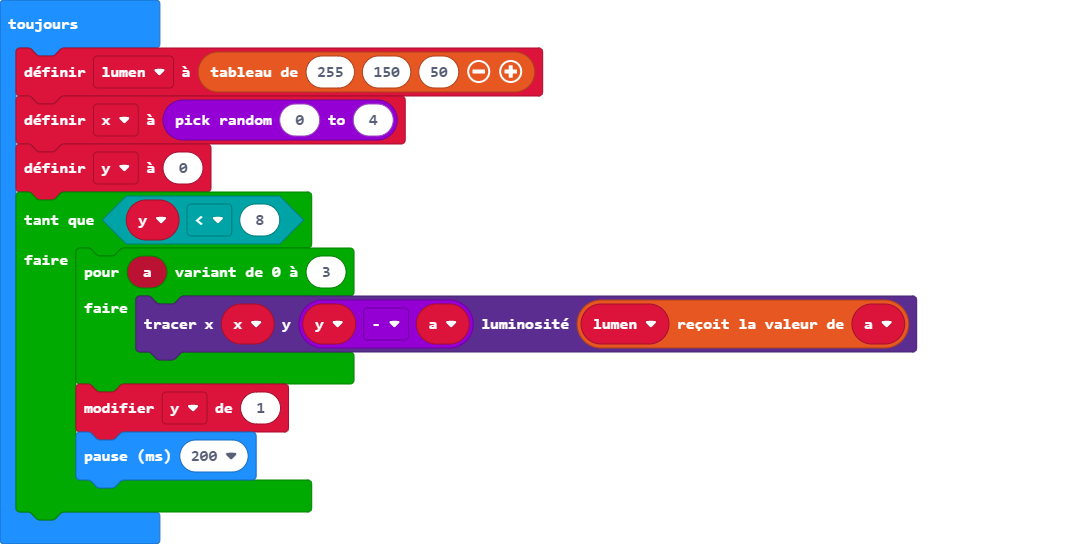 toujours
définir lumen à tableau de 255 150 50
définir x à pick random 0 to 4
définir y à 0
tant que y < 8
faire
pour a variant de 0 à 3
faire
tracer x x y y - a luminosité lumen reçoit la valeur de a
modifier y de 1
pause (ms) 200